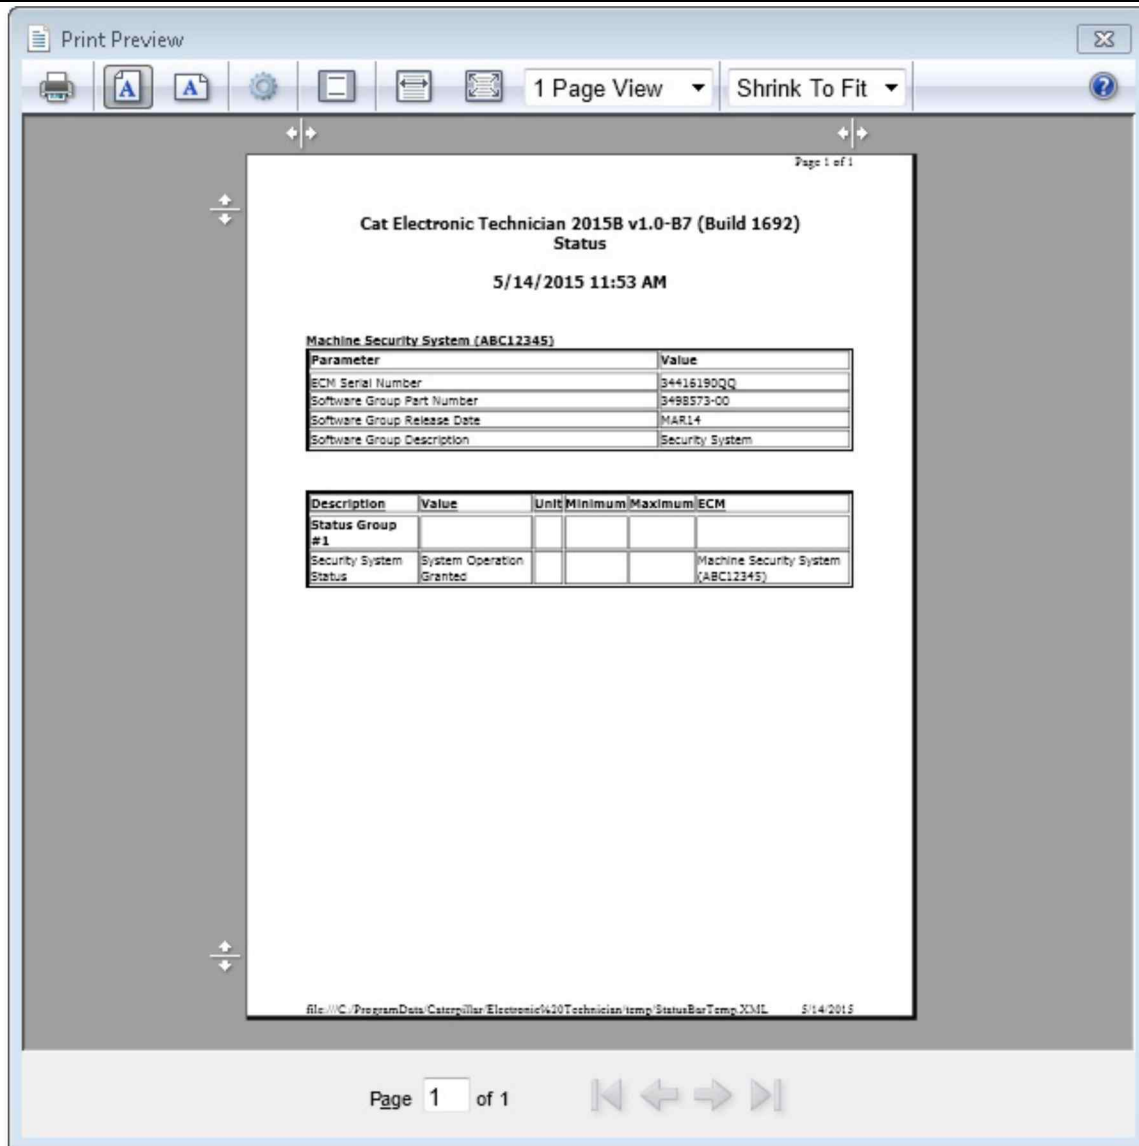 Print Preview
1 Page View
Shrink To Fit
Page 1 of 1
Cat Electronic Technician 2015B v1.0-B7 (Build 1692)
Status
5/14/2015 11:53 AM
Machine Security System (ABC12345)
Parameter Value
ECM Serial Number 34416190QQ
Software Group Part Number 3498573-00
Software Group Release Date MAR14
Software Group Description Security System
Description Value Unit Minimum Maximum ECM
Status Group
#1
Security System System Operation Machine Security System
Status Granted (ABC12345)
file:///C:/ProgramData/Caterpillar/Electronic%20Technician/temp/StatusBarTemp.XML 5/14/2015
Page 1 of 1